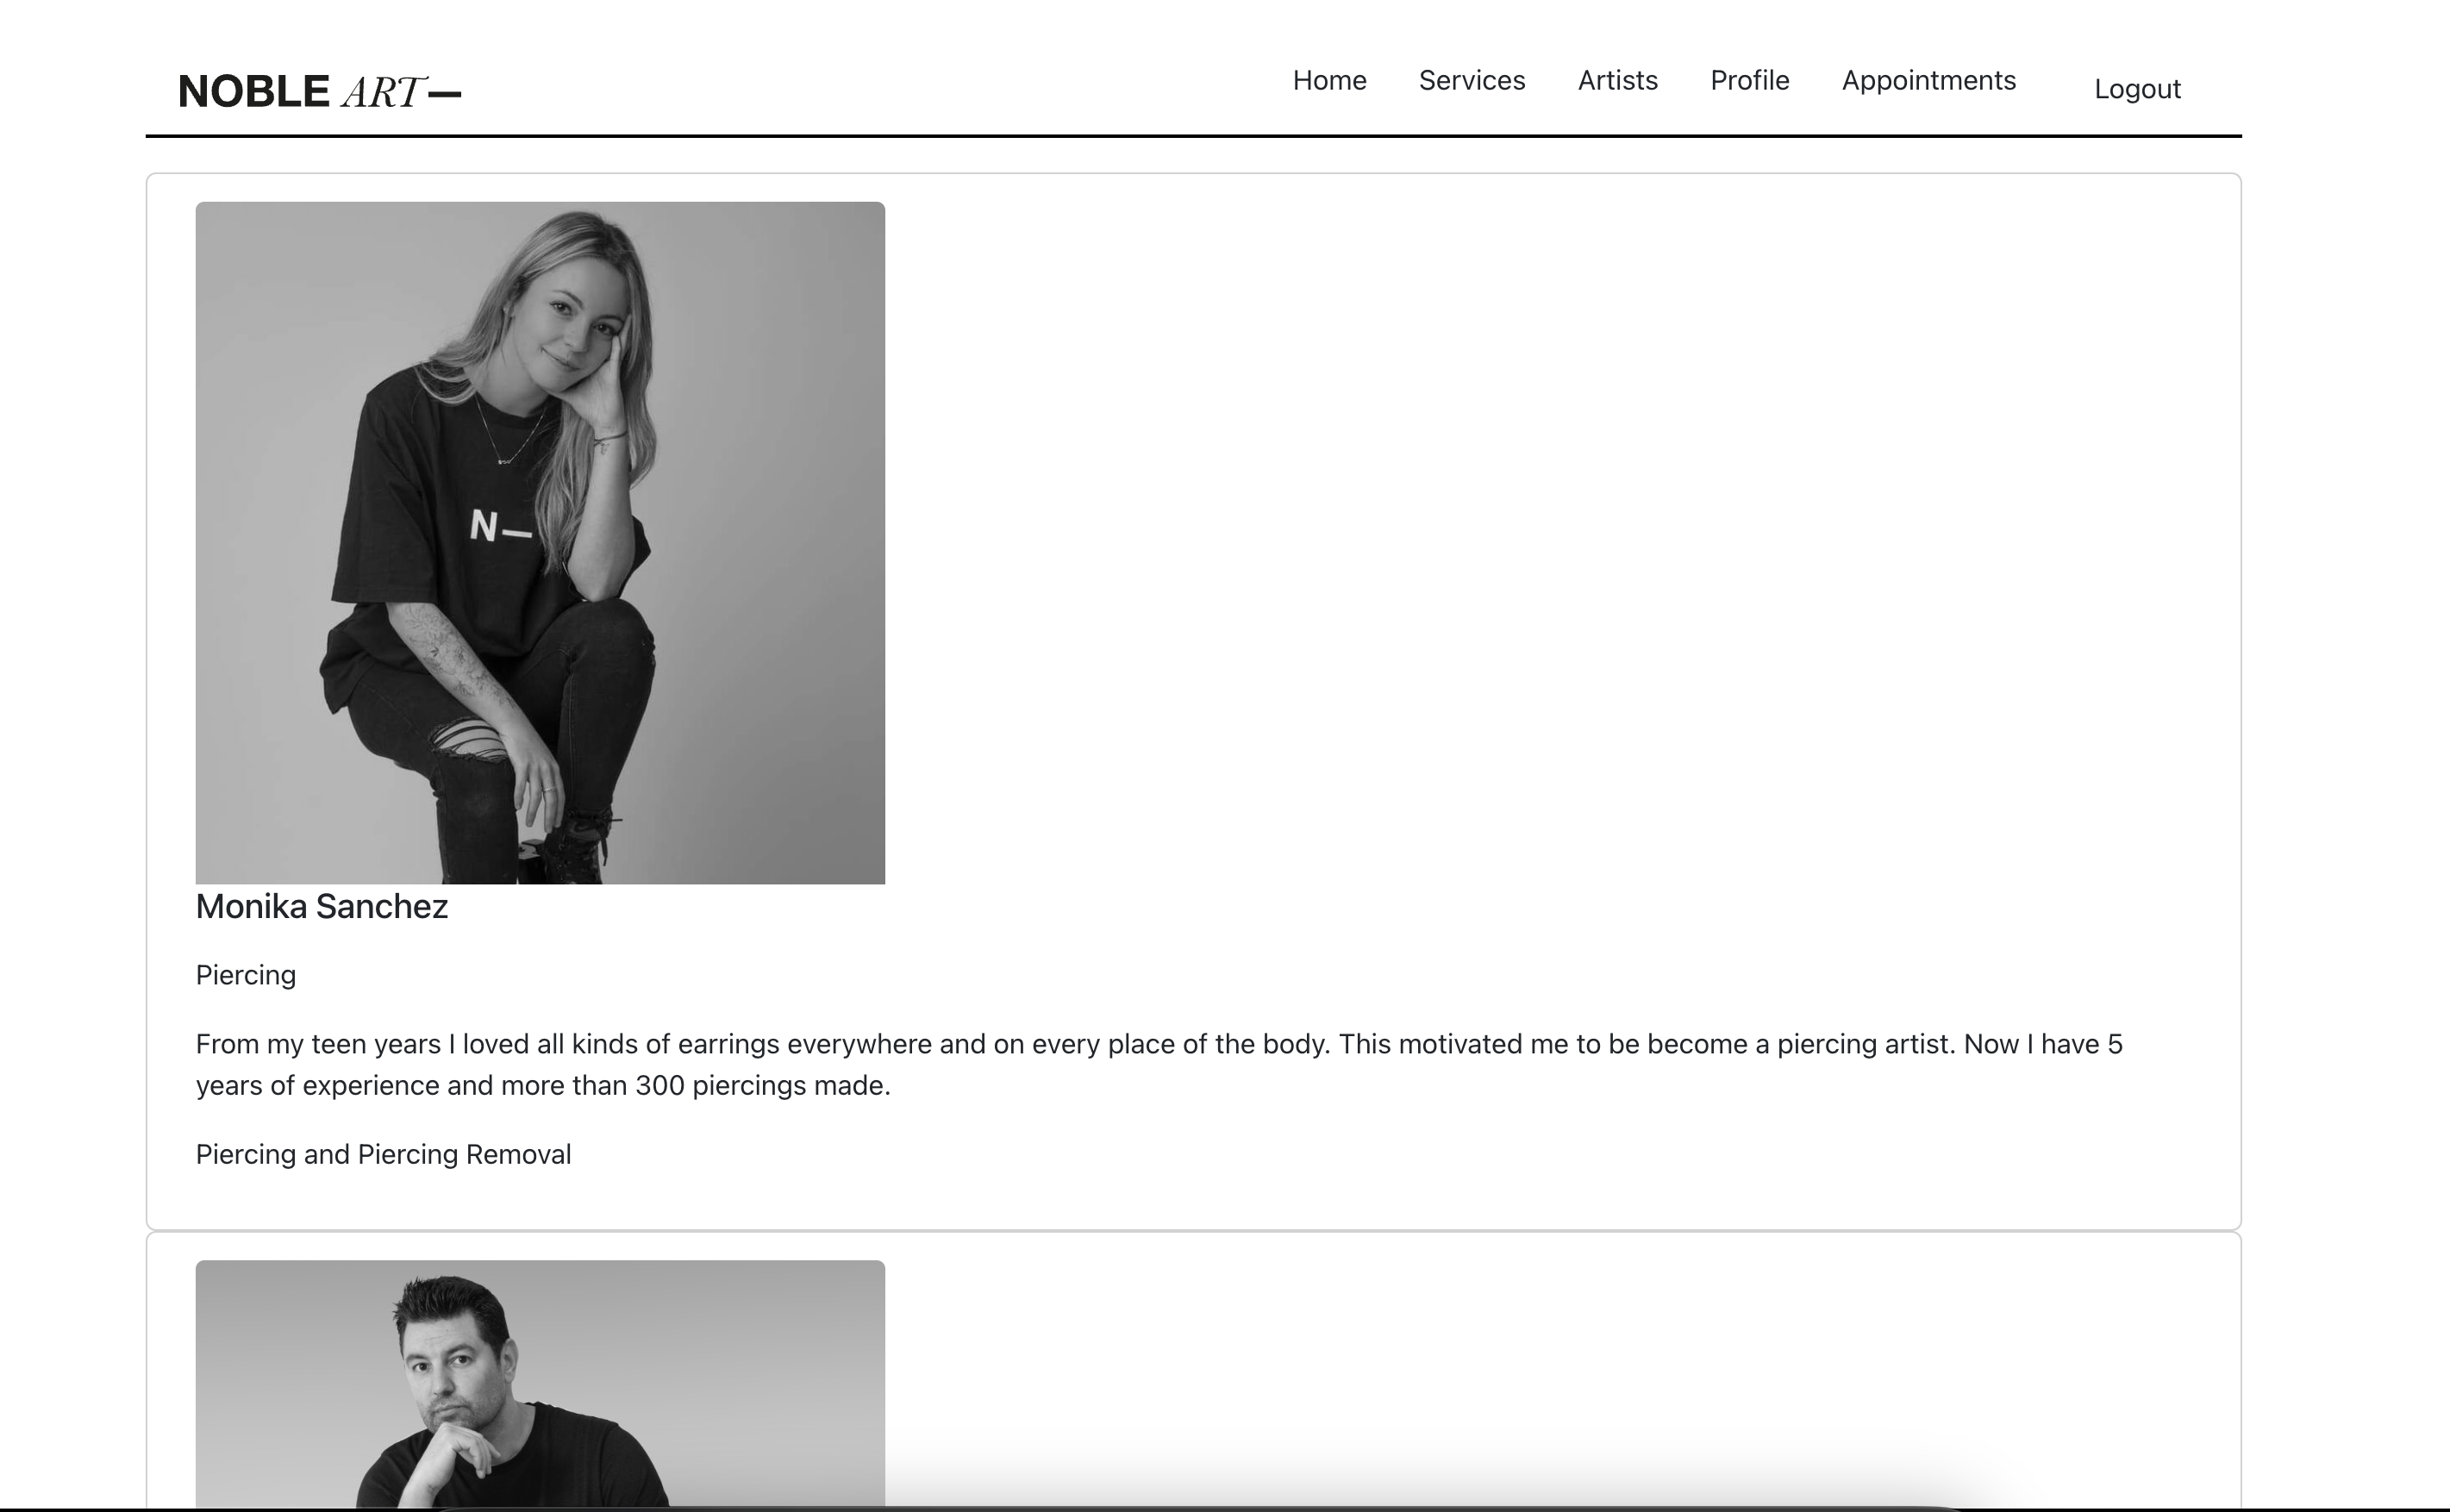 NOBLE ART—
Home Services Artists Profile Appointments Logout
N—
Monika Sanchez
Piercing
From my teen years I loved all kinds of earrings everywhere and on every place of the body. This motivated me to be become a piercing artist. Now I have 5
years of experience and more than 300 piercings made.
Piercing and Piercing Removal